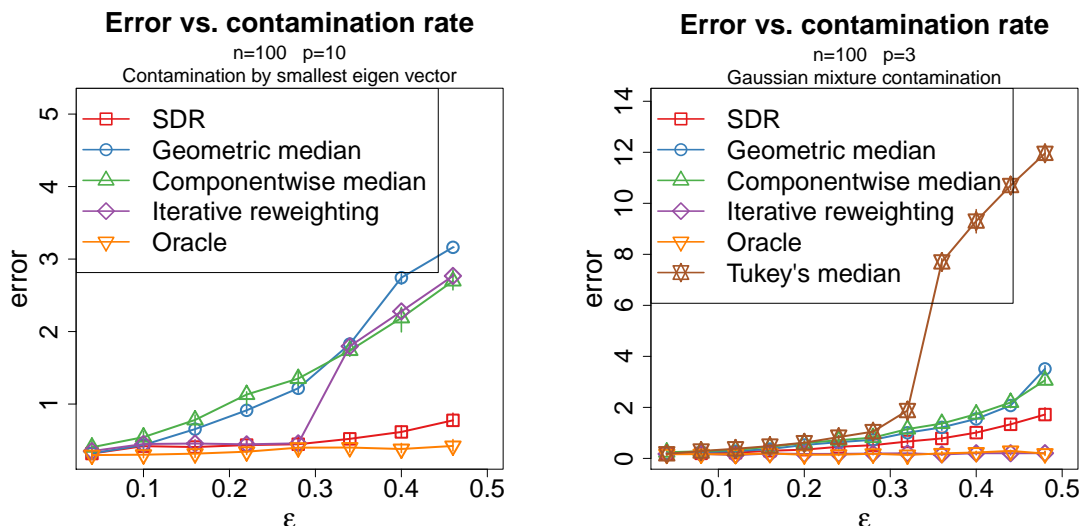 Error vs. contamination rate
n=100 p=10
Contamination by smallest eigen vector
SDR
Geometric median
Componentwise median
Iterative reweighting
Oracle
error
5
4
3
2
1
0.1 0.2 0.3 0.4 0.5
ε
Error vs. contamination rate
n=100 p=3
Gaussian mixture contamination
SDR
Geometric median
Componentwise median
Iterative reweighting
Oracle
Tukey's median
error
14
12
10
8
6
4
2
0
0.1 0.2 0.3 0.4 0.5
ε